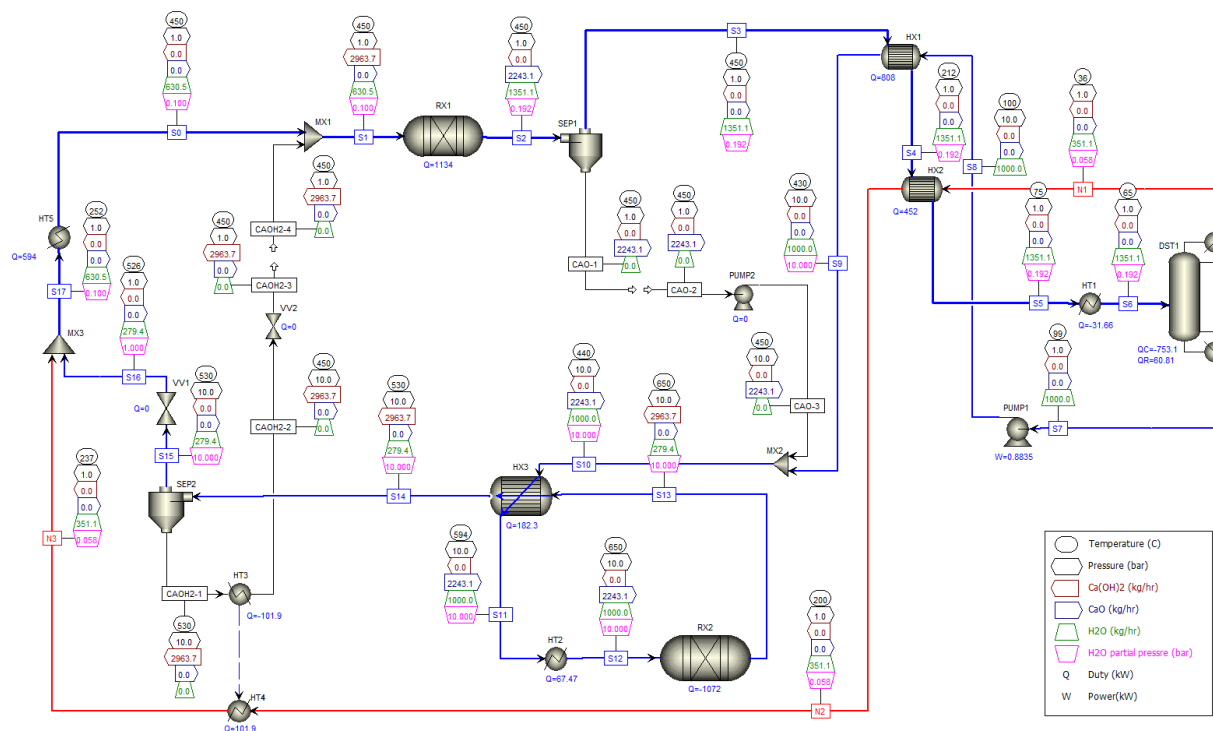 450
1.0
0.0
0.0
630.5
0.100
S0
MX1
450
1.0
2963.7
0.0
630.5
0.100
S1
RX1
Q=1134
450
1.0
0.0
2243.1
1351.1
0.192
S2
SEP1
S3
450
1.0
0.0
0.0
1351.1
0.192
HX1
Q=808
212
1.0
0.0
0.0
1351.1
0.192
S4
HX2
Q=452
100
10.0
0.0
0.0
1000.0
S8
36
1.0
0.0
0.0
351.1
0.058
N1
75
1.0
0.0
0.0
1351.1
0.192
S5
HT1
Q=-31.66
65
1.0
0.0
0.0
1351.1
0.192
S6
DST1
QC=-753.1
QR=60.81
99
1.0
0.0
0.0
1000.0
S7
PUMP1
W=0.8835
430
10.0
0.0
0.0
1000.0
10.000
S9
450
1.0
0.0
2243.1
0.0
CAO-1
450
1.0
0.0
2243.1
0.0
CAO-2
PUMP2
Q=0
450
10.0
0.0
2243.1
0.0
CAO-3
MX2
440
10.0
0.0
2243.1
1000.0
10.000
S10
650
10.0
2963.7
0.0
279.4
10.000
S13
HX3
Q=182.3
594
10.0
0.0
2243.1
1000.0
10.000
S11
HT2
Q=67.47
650
10.0
0.0
2243.1
1000.0
10.000
S12
RX2
Q=-1072
530
10.0
2963.7
0.0
279.4
10.000
S14
450
1.0
2963.7
0.0
0.0
CAOH2-4
450
1.0
2963.7
0.0
0.0
CAOH2-3
VV2
Q=0
450
10.0
2963.7
0.0
0.0
CAOH2-2
HT5
Q=594
252
1.0
0.0
0.0
630.5
0.100
S17
MX3
526
1.0
0.0
0.0
279.4
1.000
S16
VV1
Q=0
530
10.0
0.0
0.0
279.4
10.000
S15
SEP2
237
1.0
0.0
0.0
351.1
0.058
N3
CAOH2-1
530
10.0
2963.7
0.0
0.0
HT3
Q=-101.9
HT4
Q=101.9
200
1.0
0.0
0.0
351.1
0.058
N2
Temperature (C)
Pressure (bar)
Ca(OH)2 (kg/hr)
CaO (kg/hr)
H2O (kg/hr)
H2O partial pressre (bar)
Q Duty (kW)
W Power(kW)